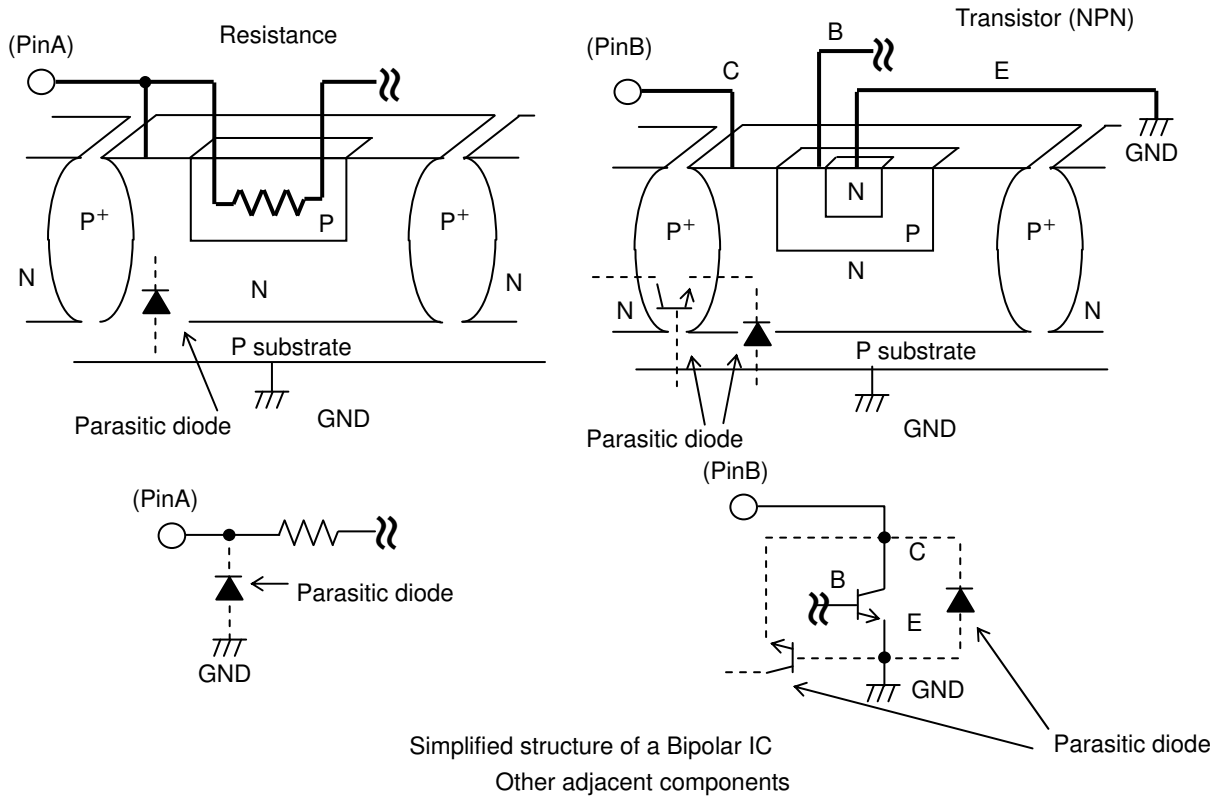 Resistance
(PinA)
P+
P+
P
N
N
N
P substrate
Parasitic diode
GND
Transistor (NPN)
(PinB)
B
C
E
GND
N
P+
P+
P
N
N
N
P substrate
Parasitic diode
GND
(PinA)
Parasitic diode
GND
(PinB)
C
B
E
GND
Parasitic diode
Simplified structure of a Bipolar IC
Other adjacent components